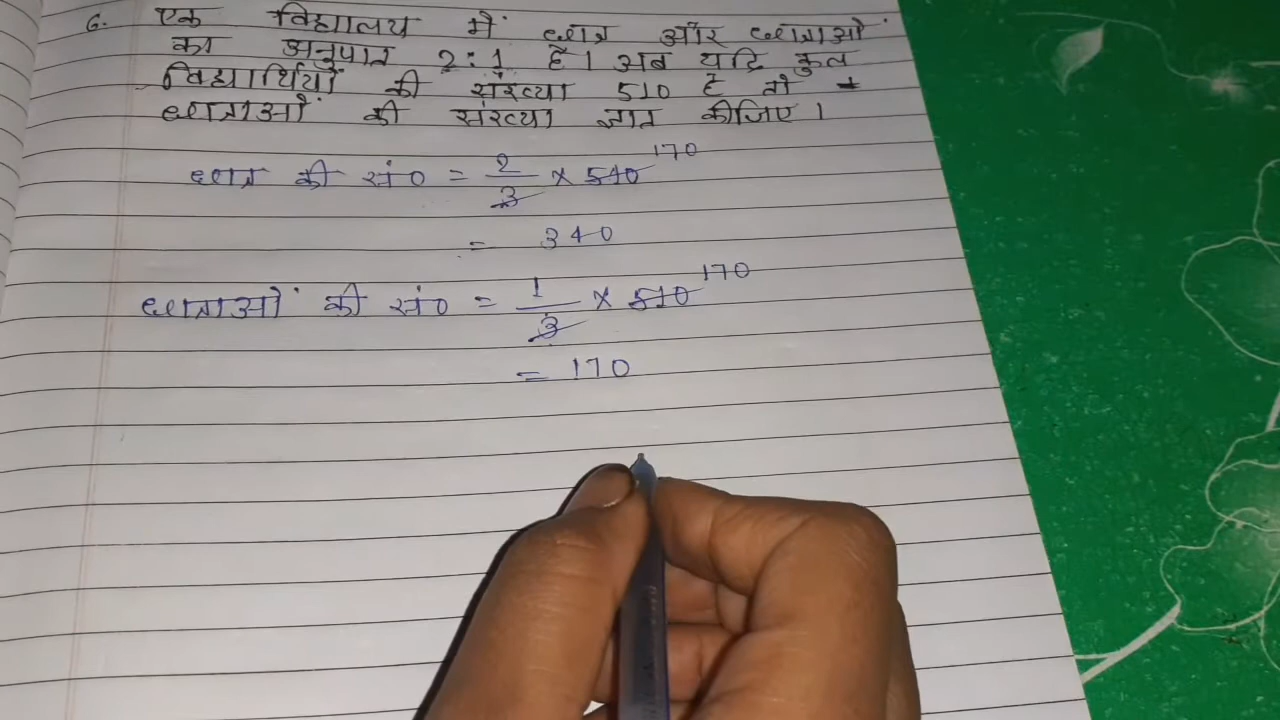 6. एक विद्यालय में छात्र और छात्राओं
का अनुपात 2:1 है। अब यदि कुल
विद्यार्थियों की संख्या 510 है तो
छात्राओं की संख्या ज्ञात कीजिए।
छात्र की सं० = 2/3 × 510 170
= 340
छात्राओं की सं० = 1/3 × 510 170
= 170